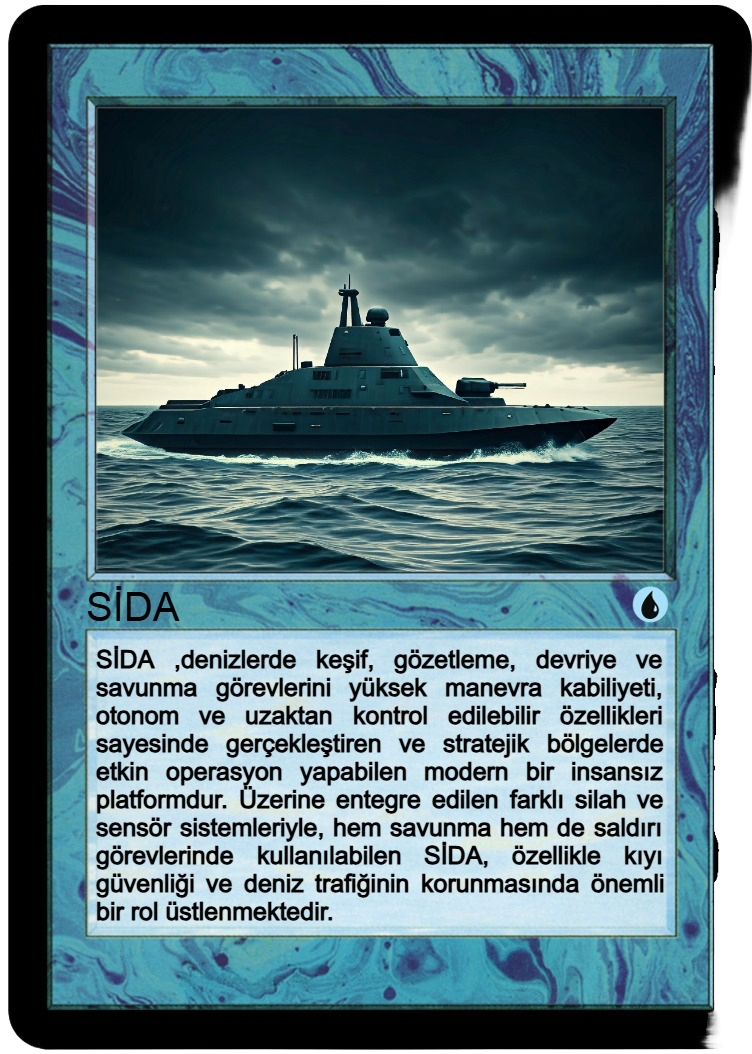 SİDA
SİDA ,denizlerde keşif, gözetleme, devriye ve
savunma görevlerini yüksek manevra kabiliyeti,
otonom ve uzaktan kontrol edilebilir özellikleri
sayesinde gerçekleştiren ve stratejik bölgelerde
etkin operasyon yapabilen modern bir insansız
platformdur. Üzerine entegre edilen farklı silah ve
sensör sistemleriyle, hem savunma hem de saldırı
görevlerinde kullanılabilen SİDA, özellikle kıyı
güvenliği ve deniz trafiğinin korunmasında önemli
bir rol üstlenmektedir.